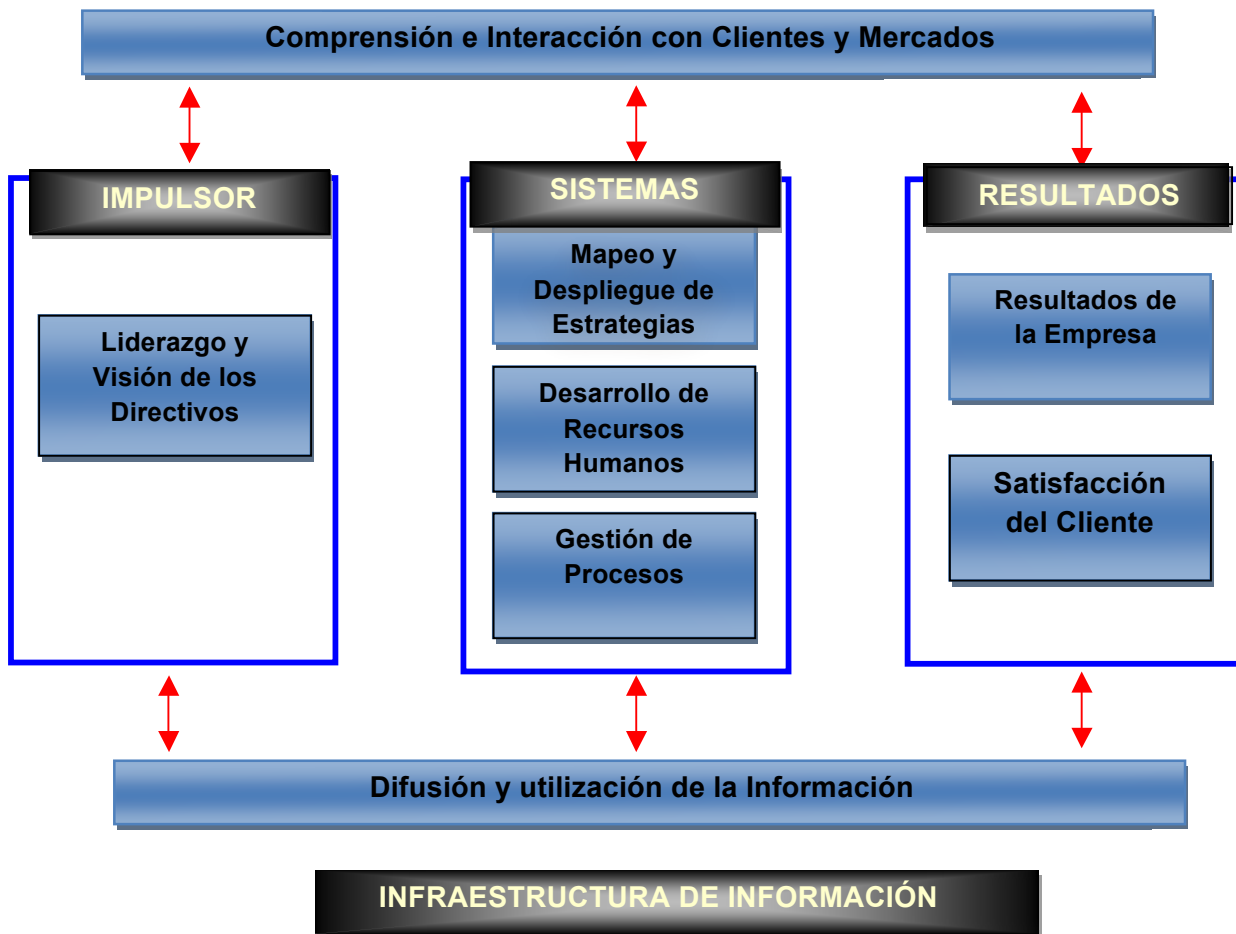 Comprensión e Interacción con Clientes y Mercados
IMPULSOR
Liderazgo y
Visión de los
Directivos
SISTEMAS
Mapeo y
Despliegue de
Estrategias
Desarrollo de
Recursos
Humanos
Gestión de
Procesos
RESULTADOS
Resultados de
la Empresa
Satisfacción
del Cliente
Difusión y utilización de la Información
INFRAESTRUCTURA DE INFORMACIÓN